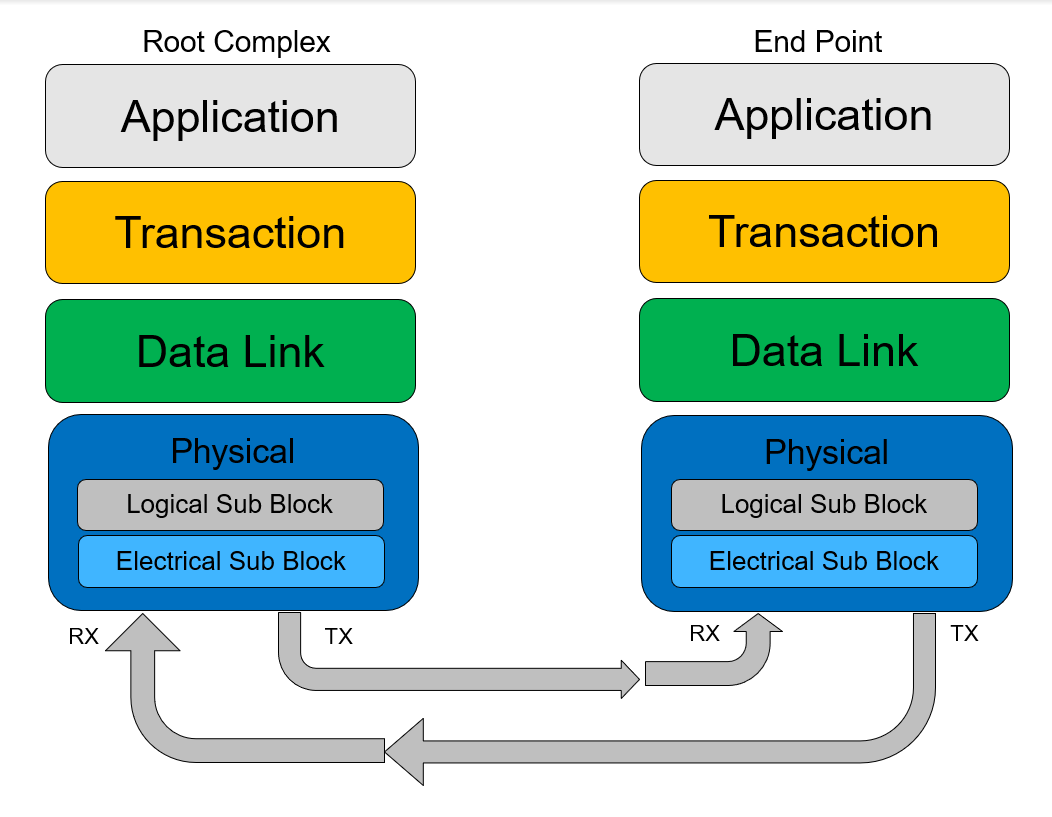 Root Complex
End Point
Application
Application
Transaction
Transaction
Data Link
Data Link
Physical
Physical
Logical Sub Block
Logical Sub Block
Electrical Sub Block
Electrical Sub Block
RX
TX
RX
TX